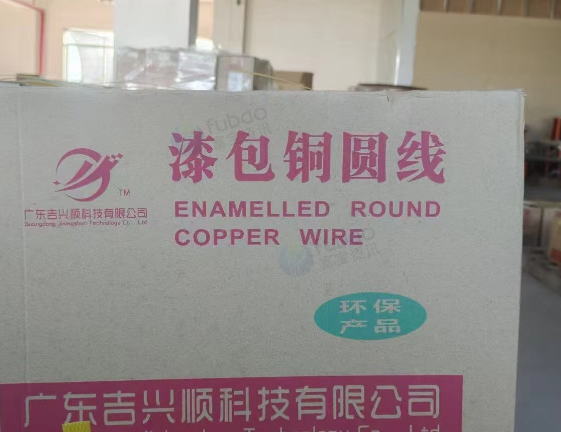 漆包铜圆线
TM
广东吉兴顺科技有限公司
ENAMELLED ROUND
COPPER WIRE
环保
产品
广东吉兴顺科技有限公司